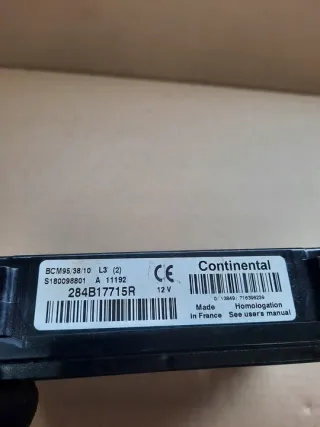 BCM95/38/10 L3 (2)
S180098801 A 11192
284B17715R
12 V
CE
Continental
Made in France
Homologation
See user's manual